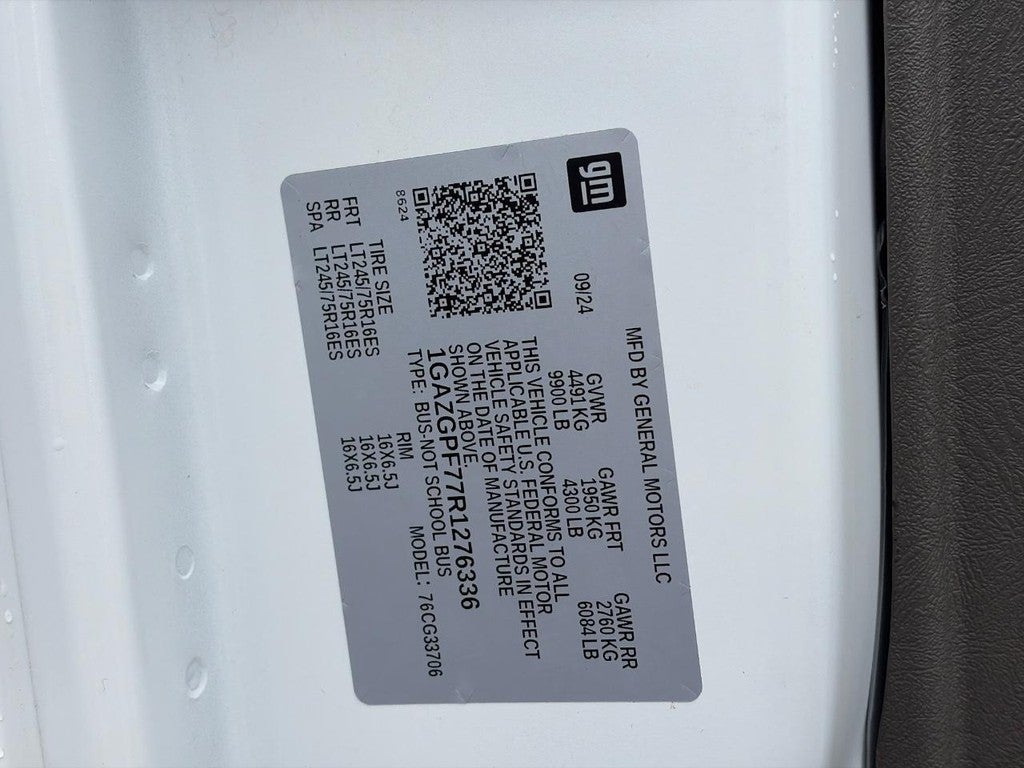 MFD BY GENERAL MOTORS LLC
gm
09/24
GVWR GAWR FRT GAWR RR
4491 KG 1950 KG 2760 KG
9900 LB 4300 LB 6084 LB
THIS VEHICLE CONFORMS TO ALL
APPLICABLE U.S. FEDERAL MOTOR
VEHICLE SAFETY STANDARDS IN EFFECT
ON THE DATE OF MANUFACTURE
SHOWN ABOVE.
1GAZGPF77R1276336
TYPE: BUS-NOT SCHOOL BUS
MODEL: 76CG33706
8624
TIRE SIZE RIM
FRT LT245/75R16ES 16X6.5J
RR LT245/75R16ES 16X6.5J
SPA LT245/75R16ES 16X6.5J